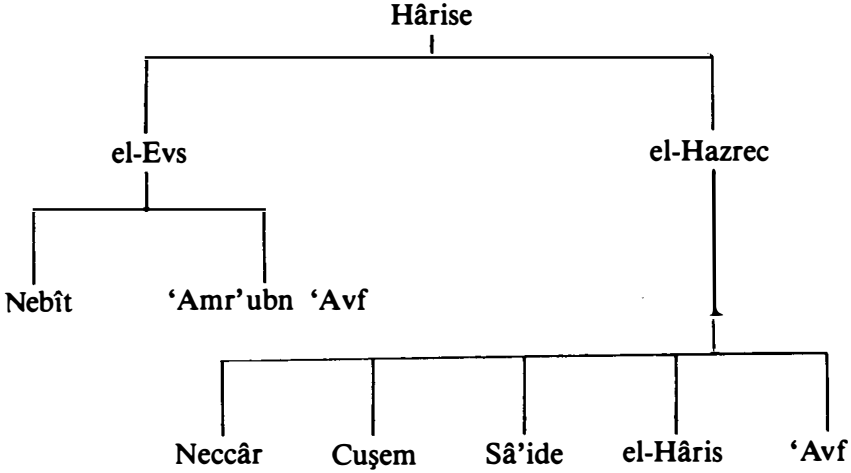 Hârise
el-Evs el-Hazrec
Nebît ‘Amr’ubn ‘Avf
Neccâr Cuşem Sâ’ide el-Hâris ‘Avf